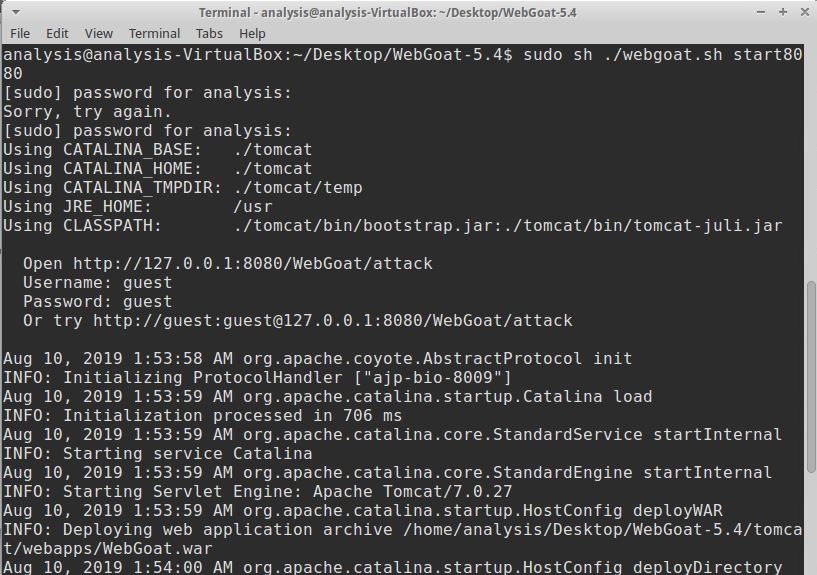 Terminal - analysis@analysis-VirtualBox: ~/Desktop/WebGoat-5.4
File Edit View Terminal Tabs Help
analysis@analysis-VirtualBox:~/Desktop/WebGoat-5.4$ sudo sh ./webgoat.sh start80
80
[sudo] password for analysis:
Sorry, try again.
[sudo] password for analysis:
Using CATALINA_BASE:   ./tomcat
Using CATALINA_HOME:   ./tomcat
Using CATALINA_TMPDIR: ./tomcat/temp
Using JRE_HOME:        /usr
Using CLASSPATH:       ./tomcat/bin/bootstrap.jar:./tomcat/bin/tomcat-juli.jar
  Open http://127.0.0.1:8080/WebGoat/attack
  Username: guest
  Password: guest
  Or try http://guest:guest@127.0.0.1:8080/WebGoat/attack
Aug 10, 2019 1:53:58 AM org.apache.coyote.AbstractProtocol init
INFO: Initializing ProtocolHandler ["ajp-bio-8009"]
Aug 10, 2019 1:53:59 AM org.apache.catalina.startup.Catalina load
INFO: Initialization processed in 706 ms
Aug 10, 2019 1:53:59 AM org.apache.catalina.core.StandardService startInternal
INFO: Starting service Catalina
Aug 10, 2019 1:53:59 AM org.apache.catalina.core.StandardEngine startInternal
INFO: Starting Servlet Engine: Apache Tomcat/7.0.27
Aug 10, 2019 1:53:59 AM org.apache.catalina.startup.HostConfig deployWAR
INFO: Deploying web application archive /home/analysis/Desktop/WebGoat-5.4/tomca
t/webapps/WebGoat.war
Aug 10, 2019 1:54:00 AM org.apache.catalina.startup.HostConfig deployDirectory